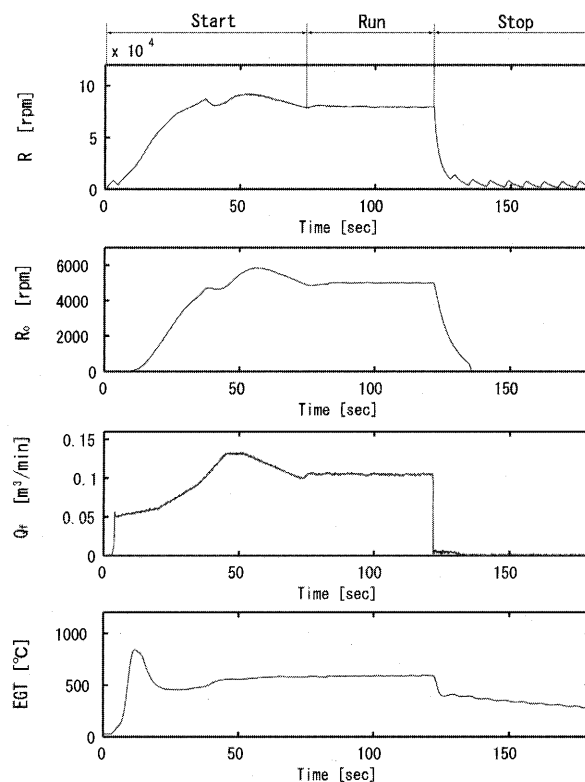 Start Run Stop
x 10⁴
10
5
0
R [rpm]
0 50 100 150
Time [sec]
6000
4000
2000
0
R₀ [rpm]
0 50 100 150
Time [sec]
0.15
0.1
0.05
0
Qf [m³/min]
0 50 100 150
Time [sec]
1000
500
0
EGT [℃]
0 50 100 150
Time [sec]